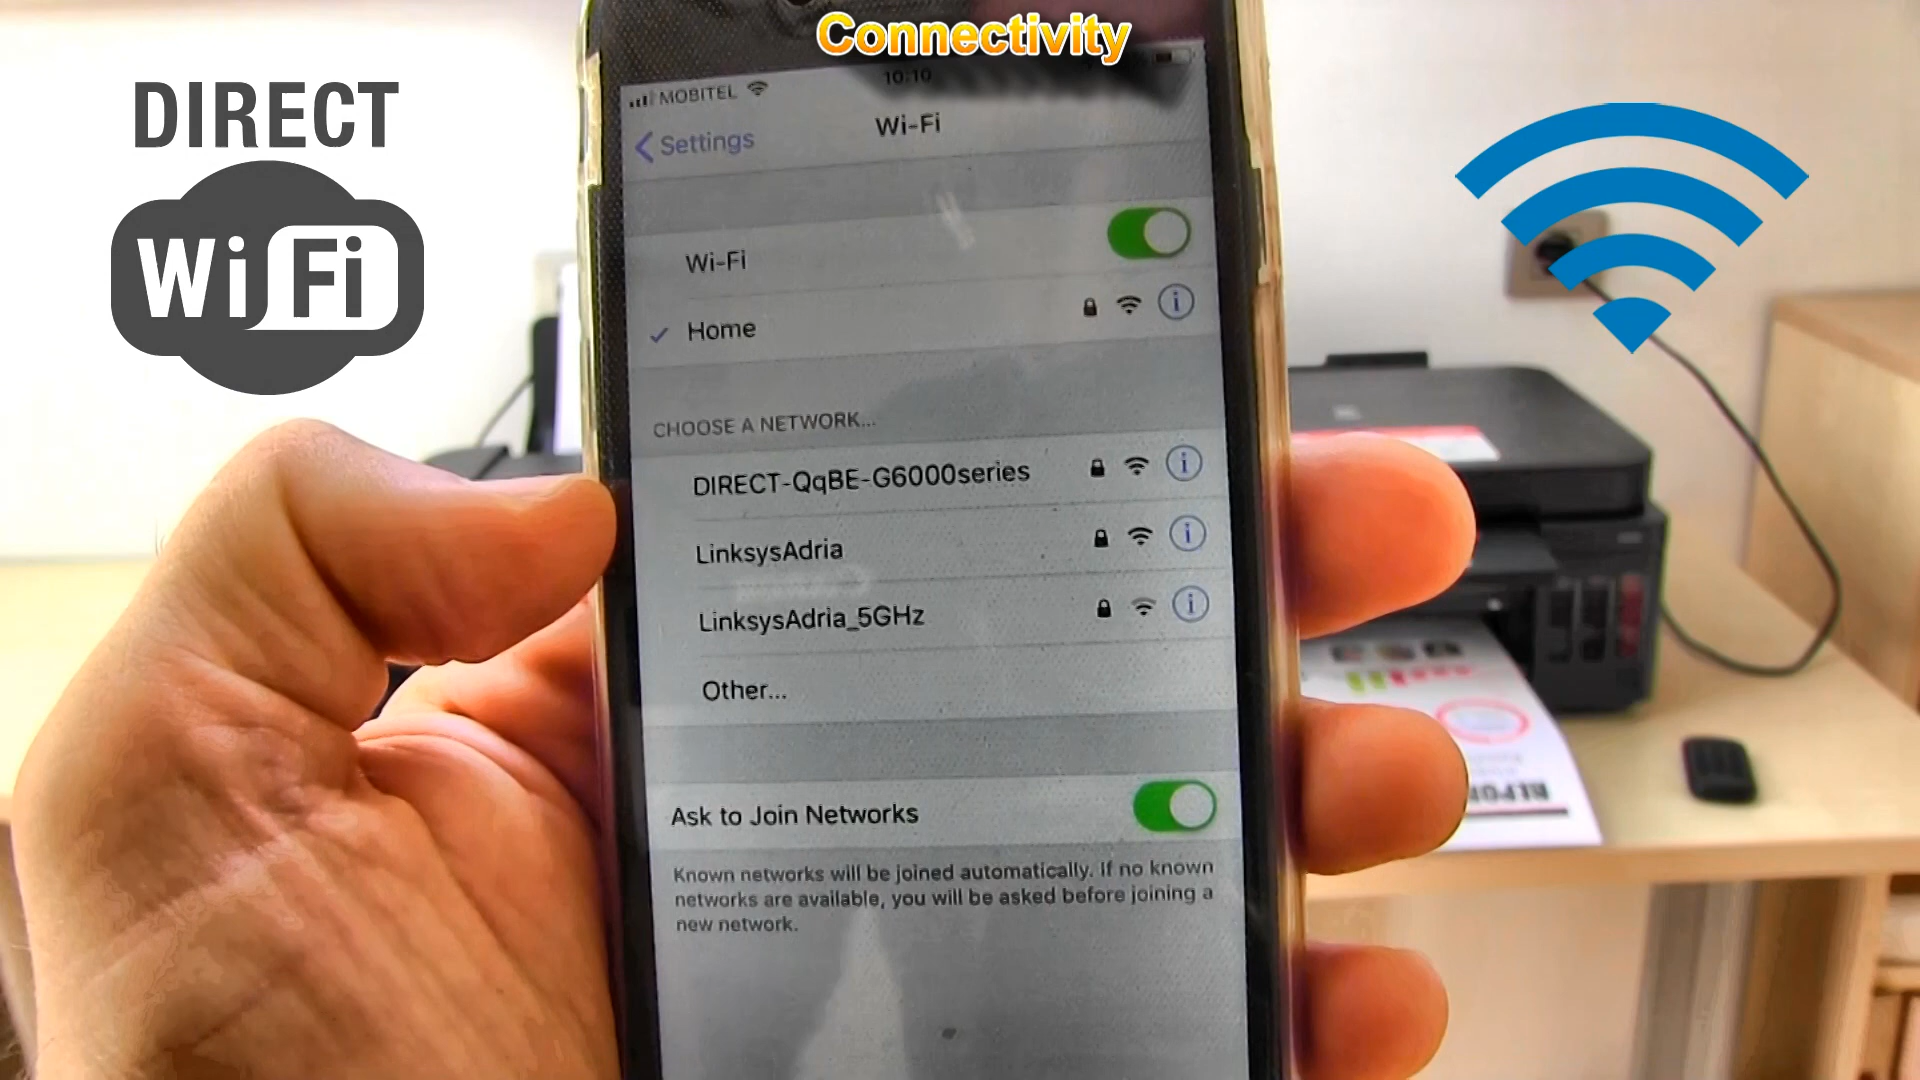 Connectivity
DIRECT
WiFi
MOBITEL
10:10
Settings
Wi-Fi
Wi-Fi
Home
CHOOSE A NETWORK...
DIRECT-QqBE-G6000series
LinksysAdria
LinksysAdria_5GHz
Other...
Ask to Join Networks
Known networks will be joined automatically. If no known
networks are available, you will be asked before joining a
new network.